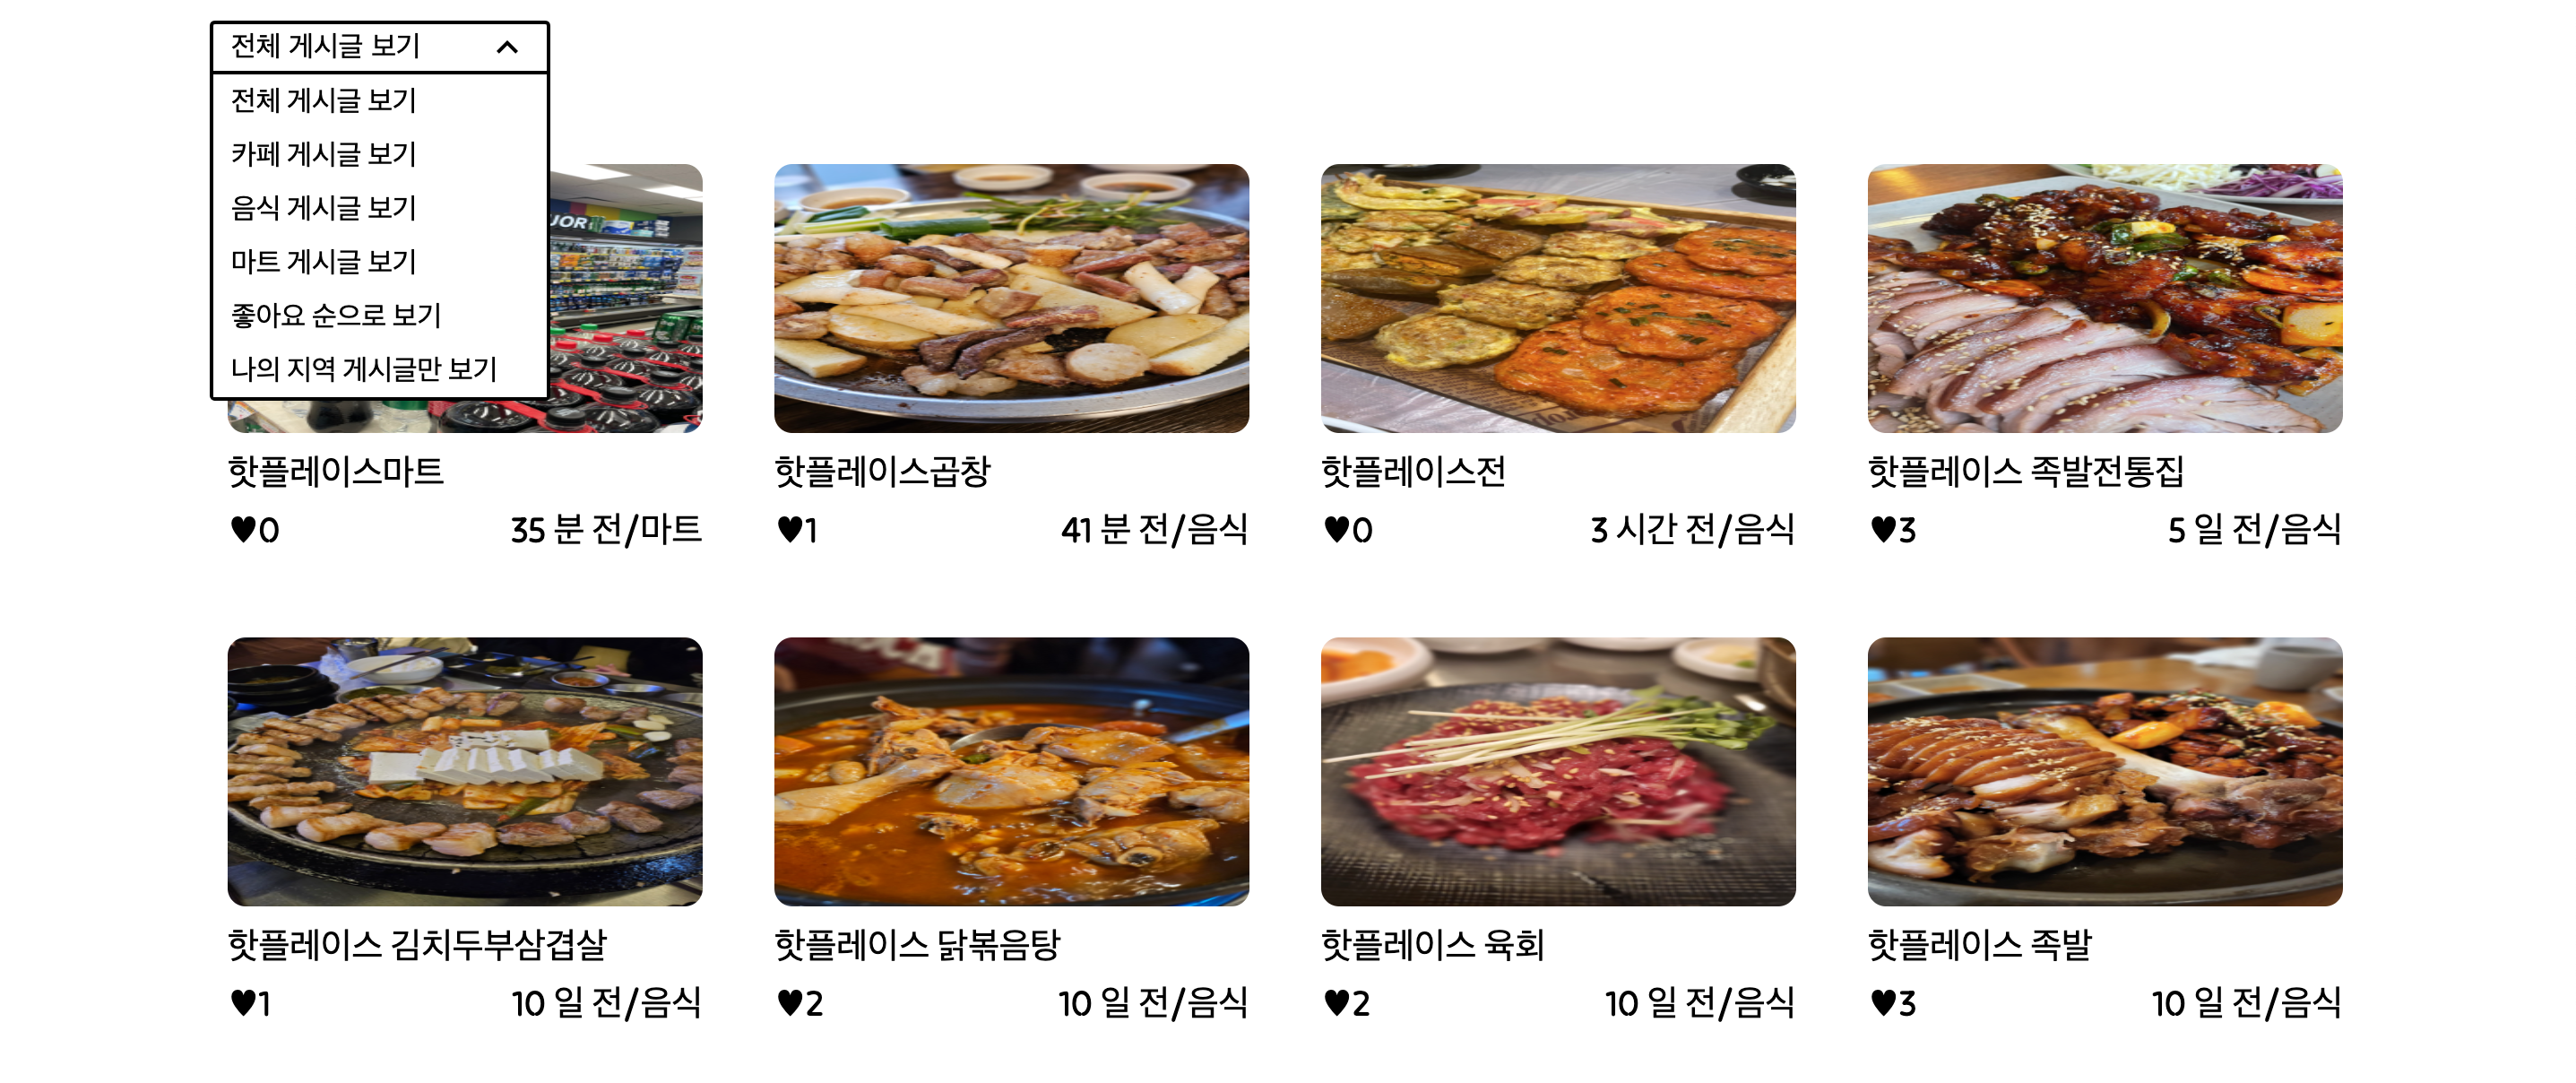 전체 게시글 보기
전체 게시글 보기
카페 게시글 보기
음식 게시글 보기
마트 게시글 보기
좋아요 순으로 보기
나의 지역 게시글만 보기
핫플레이스마트
♥0 35 분 전/마트
핫플레이스곱창
♥1 41 분 전/음식
핫플레이스전
♥0 3 시간 전/음식
핫플레이스 족발전통집
♥3 5 일 전/음식
핫플레이스 김치두부삼겹살
♥1 10 일 전/음식
핫플레이스 닭볶음탕
♥2 10 일 전/음식
핫플레이스 육회
♥2 10 일 전/음식
핫플레이스 족발
♥3 10 일 전/음식